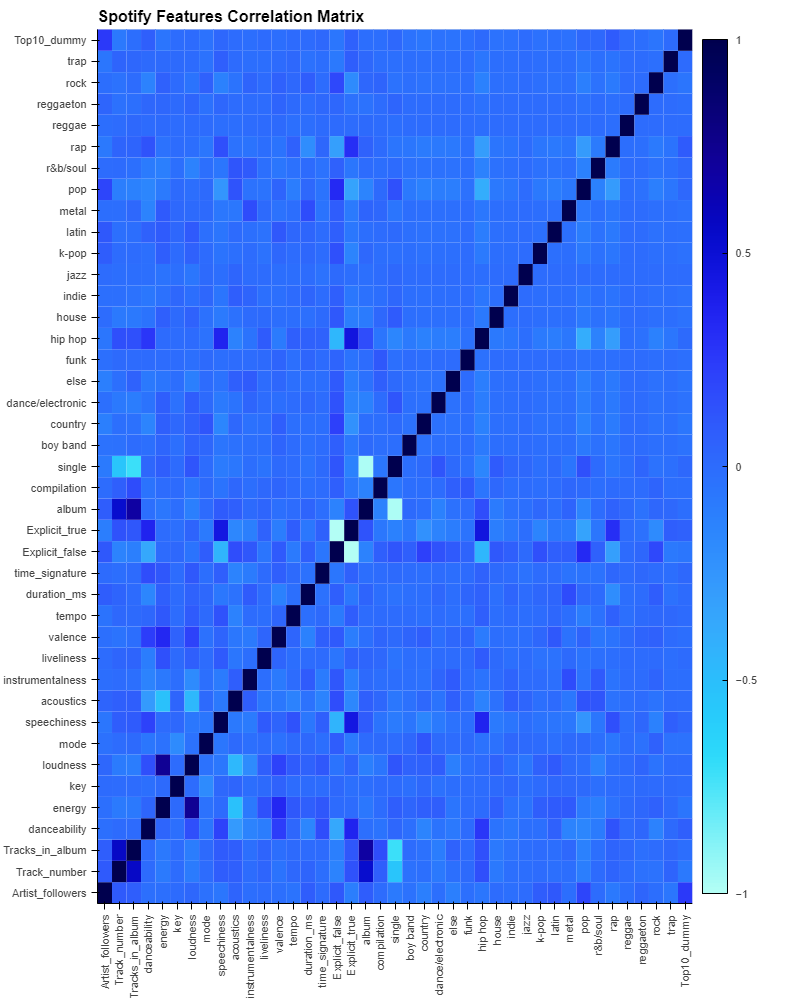 Spotify Features Correlation Matrix
Top10_dummy
trap
rock
reggaeton
reggae
rap
r&b/soul
pop
metal
latin
k-pop
jazz
indie
house
hip hop
funk
else
dance/electronic
country
boy band
single
compilation
album
Explicit_true
Explicit_false
time_signature
duration_ms
tempo
valence
liveliness
instrumentalness
acoustics
speechiness
mode
loudness
key
energy
danceability
Tracks_in_album
Track_number
Artist_followers
1
0.5
0
−0.5
−1
Artist_followers
Track_number
Tracks_in_album
danceability
energy
key
loudness
mode
speechiness
acoustics
instrumentalness
liveliness
valence
tempo
duration_ms
time_signature
Explicit_false
Explicit_true
album
compilation
single
boy band
country
dance/electronic
else
funk
hip hop
house
indie
jazz
k-pop
latin
metal
pop
r&b/soul
rap
reggae
reggaeton
rock
trap
Top10_dummy